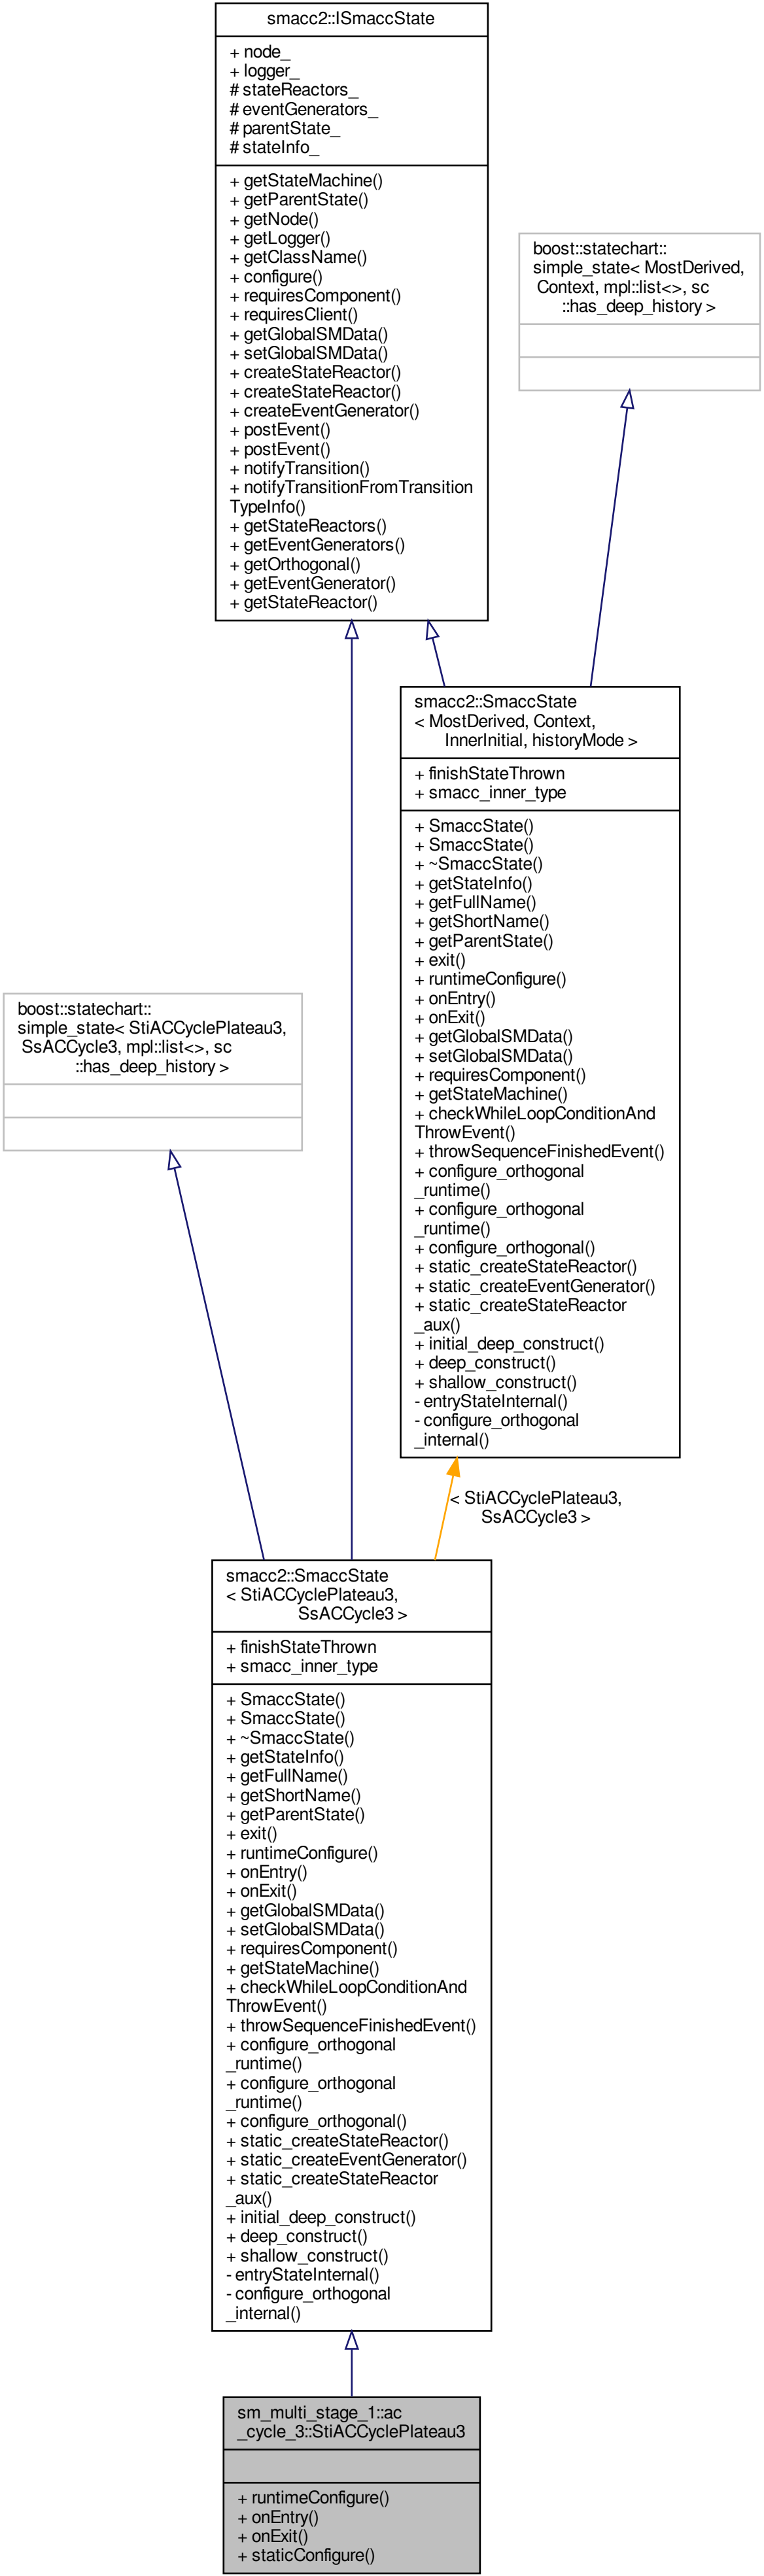 smacc2::ISmaccState
+ node_
+ logger_
# stateReactors_
# eventGenerators_
# parentState_
# stateInfo_
+ getStateMachine()
+ getParentState()
+ getNode()
+ getLogger()
+ getClassName()
+ configure()
+ requiresComponent()
+ requiresClient()
+ getGlobalSMData()
+ setGlobalSMData()
+ createStateReactor()
+ createStateReactor()
+ createEventGenerator()
+ postEvent()
+ postEvent()
+ notifyTransition()
+ notifyTransitionFromTransition
TypeInfo()
+ getStateReactors()
+ getEventGenerators()
+ getOrthogonal()
+ getEventGenerator()
+ getStateReactor()
boost::statechart::
simple_state< MostDerived,
Context, mpl::list<>, sc
::has_deep_history >
smacc2::SmaccState
< MostDerived, Context,
InnerInitial, historyMode >
+ finishStateThrown
+ smacc_inner_type
+ SmaccState()
+ SmaccState()
+ ~SmaccState()
+ getStateInfo()
+ getFullName()
+ getShortName()
+ getParentState()
+ exit()
+ runtimeConfigure()
+ onEntry()
+ onExit()
+ getGlobalSMData()
+ setGlobalSMData()
+ requiresComponent()
+ getStateMachine()
+ checkWhileLoopConditionAnd
ThrowEvent()
+ throwSequenceFinishedEvent()
+ configure_orthogonal
_runtime()
+ configure_orthogonal
_runtime()
+ configure_orthogonal()
+ static_createStateReactor()
+ static_createEventGenerator()
+ static_createStateReactor
_aux()
+ initial_deep_construct()
+ deep_construct()
+ shallow_construct()
- entryStateInternal()
- configure_orthogonal
_internal()
boost::statechart::
simple_state< StiACCyclePlateau3,
SsACCycle3, mpl::list<>, sc
::has_deep_history >
< StiACCyclePlateau3,
SsACCycle3 >
smacc2::SmaccState
< StiACCyclePlateau3,
SsACCycle3 >
+ finishStateThrown
+ smacc_inner_type
+ SmaccState()
+ SmaccState()
+ ~SmaccState()
+ getStateInfo()
+ getFullName()
+ getShortName()
+ getParentState()
+ exit()
+ runtimeConfigure()
+ onEntry()
+ onExit()
+ getGlobalSMData()
+ setGlobalSMData()
+ requiresComponent()
+ getStateMachine()
+ checkWhileLoopConditionAnd
ThrowEvent()
+ throwSequenceFinishedEvent()
+ configure_orthogonal
_runtime()
+ configure_orthogonal
_runtime()
+ configure_orthogonal()
+ static_createStateReactor()
+ static_createEventGenerator()
+ static_createStateReactor
_aux()
+ initial_deep_construct()
+ deep_construct()
+ shallow_construct()
- entryStateInternal()
- configure_orthogonal
_internal()
sm_multi_stage_1::ac
_cycle_3::StiACCyclePlateau3
+ runtimeConfigure()
+ onEntry()
+ onExit()
+ staticConfigure()